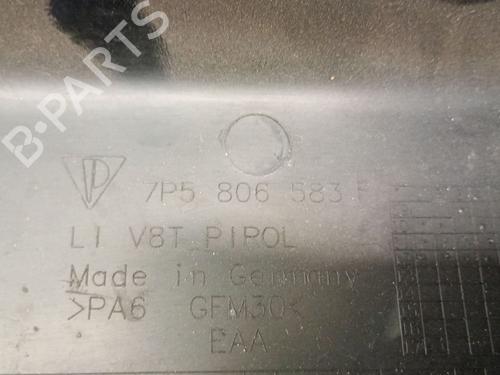 B-PARTS
7P5 806 583 F
LI V8T PIPOL
Made in Germany
>PA6 GFM30<
EAA